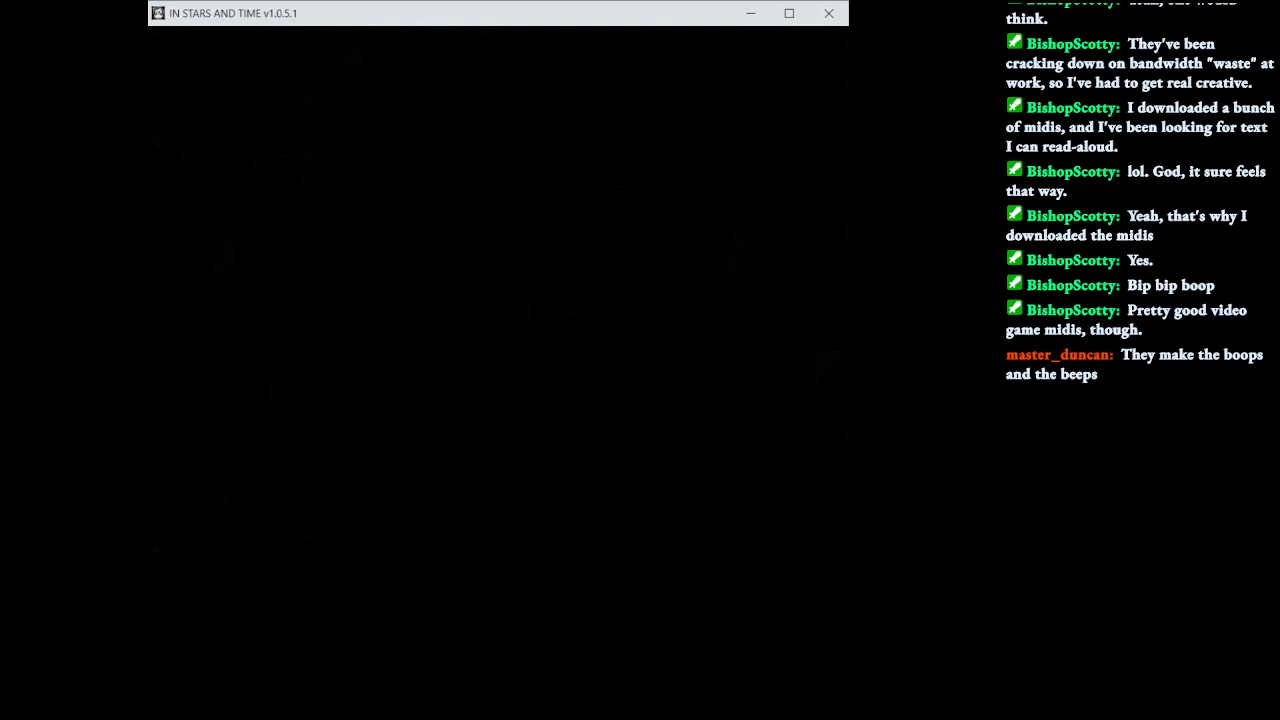 IN STARS AND TIME v1.0.5.1
think.
BishopScotty: They've been
cracking down on bandwidth "waste" at
work, so I've had to get real creative.
BishopScotty: I downloaded a bunch
of midis, and I've been looking for text
I can read-aloud.
BishopScotty: lol. God, it sure feels
that way.
BishopScotty: Yeah, that's why I
downloaded the midis
BishopScotty: Yes.
BishopScotty: Bip bip boop
BishopScotty: Pretty good video
game midis, though.
master_duncan: They make the boops
and the beeps